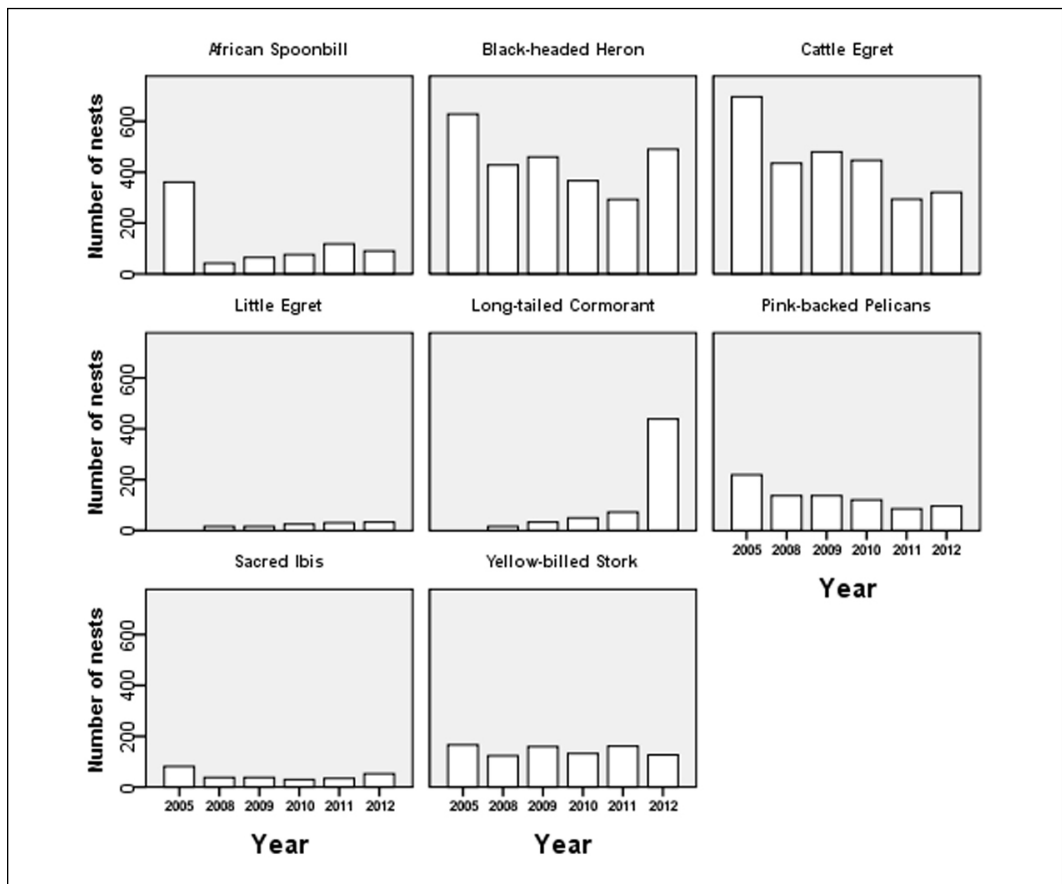 African Spoonbill
Black-headed Heron
Cattle Egret
Number of nests
600
400
200
0
Little Egret
Long-tailed Cormorant
Pink-backed Pelicans
Number of nests
600
400
200
0
2005 2008 2009 2010 2011 2012
Year
Sacred Ibis
Yellow-billed Stork
Number of nests
600
400
200
0
2005 2008 2009 2010 2011 2012
2005 2008 2009 2010 2011 2012
Year
Year